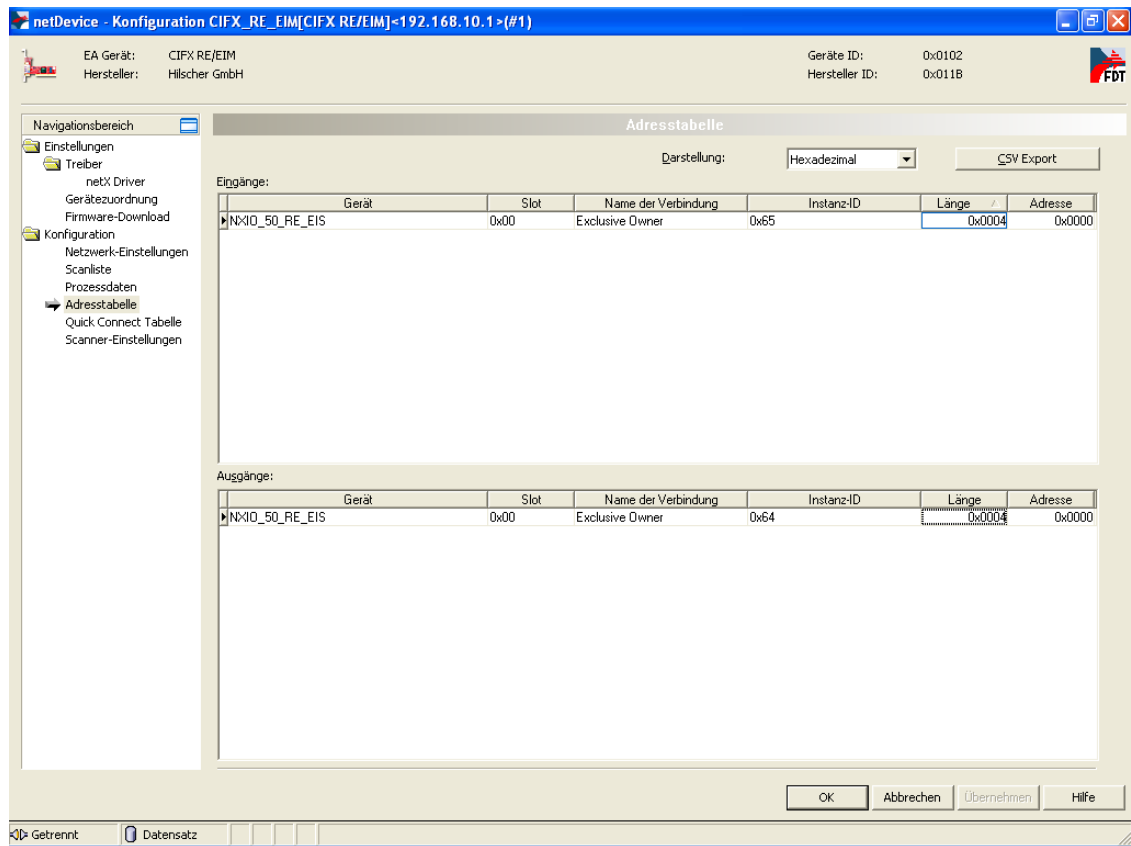 netDevice - Konfiguration CIFX_RE_EIM[CIFX RE/EIM]<192.168.10.1>(#1)
EA Gerät: CIFX RE/EIM Geräte ID: 0x0102
Hersteller: Hilscher GmbH Hersteller ID: 0x011B
FDT
Navigationsbereich
Einstellungen
Treiber
netX Driver
Gerätezuordnung
Firmware-Download
Konfiguration
Netzwerk-Einstellungen
Scanliste
Prozessdaten
Adresstabelle
Quick Connect Tabelle
Scanner-Einstellungen
Adresstabelle
Darstellung: Hexadezimal CSV Export
Eingänge:
Gerät Slot Name der Verbindung Instanz-ID Länge Adresse
NXIO_50_RE_EIS 0x00 Exclusive Owner 0x65 0x0004 0x0000
Ausgänge:
Gerät Slot Name der Verbindung Instanz-ID Länge Adresse
NXIO_50_RE_EIS 0x00 Exclusive Owner 0x64 0x0004 0x0000
OK Abbrechen Übernehmen Hilfe
Getrennt Datensatz